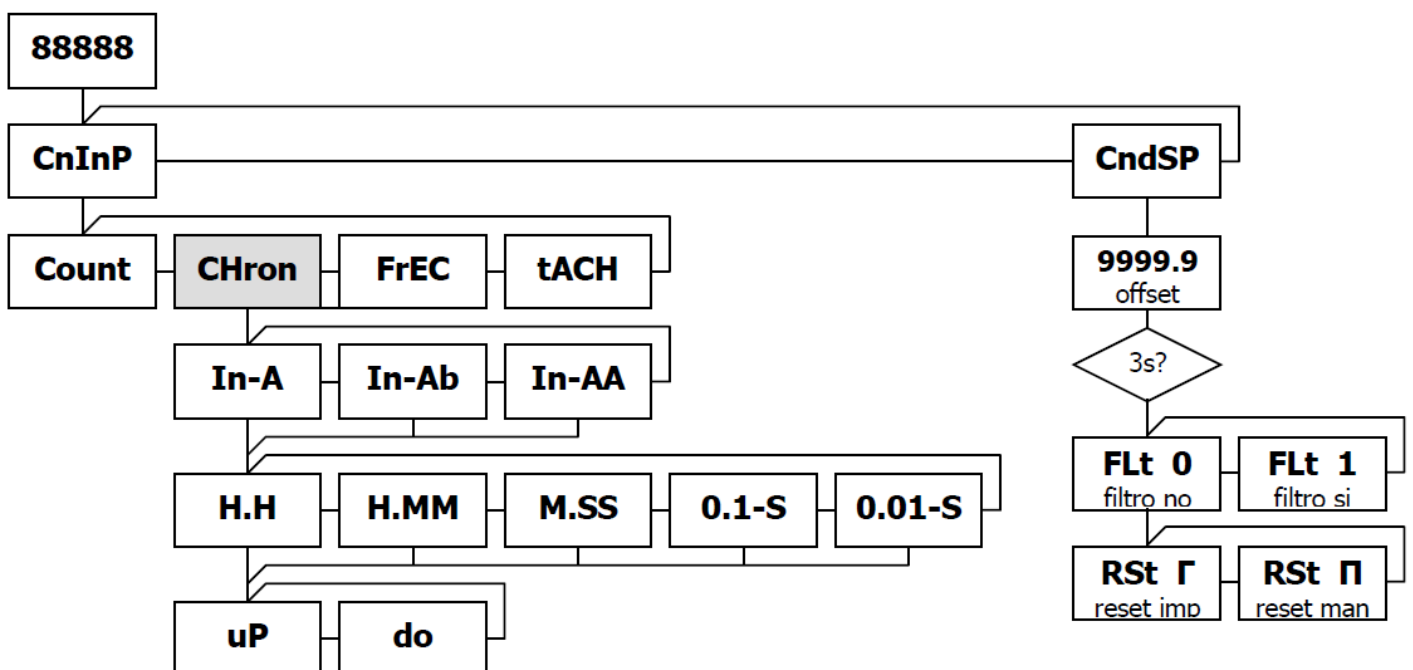 88888
CnInP
CndSP
Count
CHron
FrEC
tACH
9999.9
offset
In-A
In-Ab
In-AA
3s?
H.H
H.MM
M.SS
0.1-S
0.01-S
FLt 0
filtro no
FLt 1
filtro si
uP
do
RSt Γ
reset imp
RSt Π
reset man